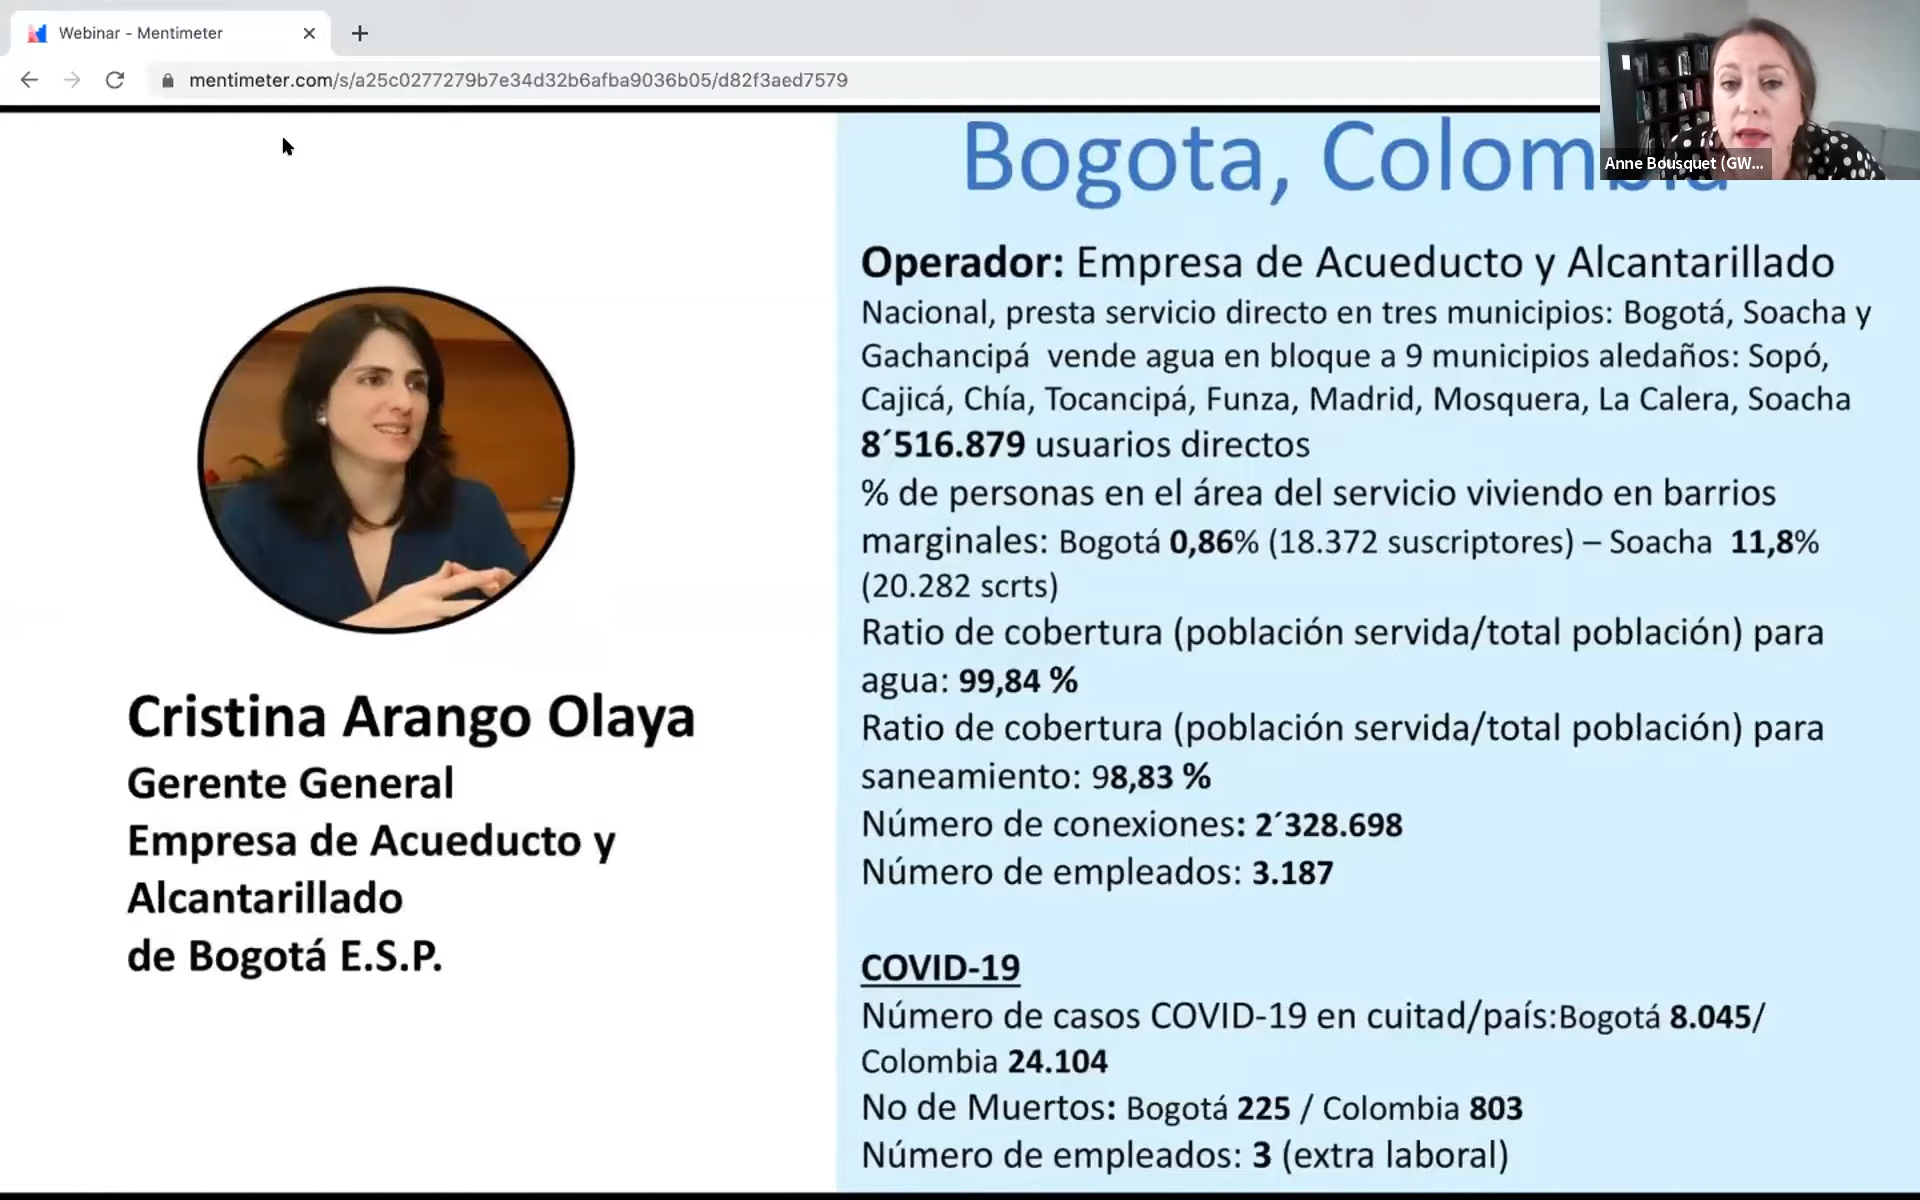 Webinar - Mentimeter
mentimeter.com/s/a25c0277279b7e34d32b6afba9036b05/d82f3aed7579
Anne Bousquet (GW...
Cristina Arango Olaya
Gerente General
Empresa de Acueducto y
Alcantarillado
de Bogotá E.S.P.
Bogota, Colombia
Operador: Empresa de Acueducto y Alcantarillado
Nacional, presta servicio directo en tres municipios: Bogotá, Soacha y
Gachancipá vende agua en bloque a 9 municipios aledaños: Sopó,
Cajicá, Chía, Tocancipá, Funza, Madrid, Mosquera, La Calera, Soacha
8´516.879 usuarios directos
% de personas en el área del servicio viviendo en barrios
marginales: Bogotá 0,86% (18.372 suscriptores) – Soacha 11,8%
(20.282 scrts)
Ratio de cobertura (población servida/total población) para
agua: 99,84 %
Ratio de cobertura (población servida/total población) para
saneamiento: 98,83 %
Número de conexiones: 2´328.698
Número de empleados: 3.187
COVID-19
Número de casos COVID-19 en cuitad/país:Bogotá 8.045/
Colombia 24.104
No de Muertos: Bogotá 225 / Colombia 803
Número de empleados: 3 (extra laboral)